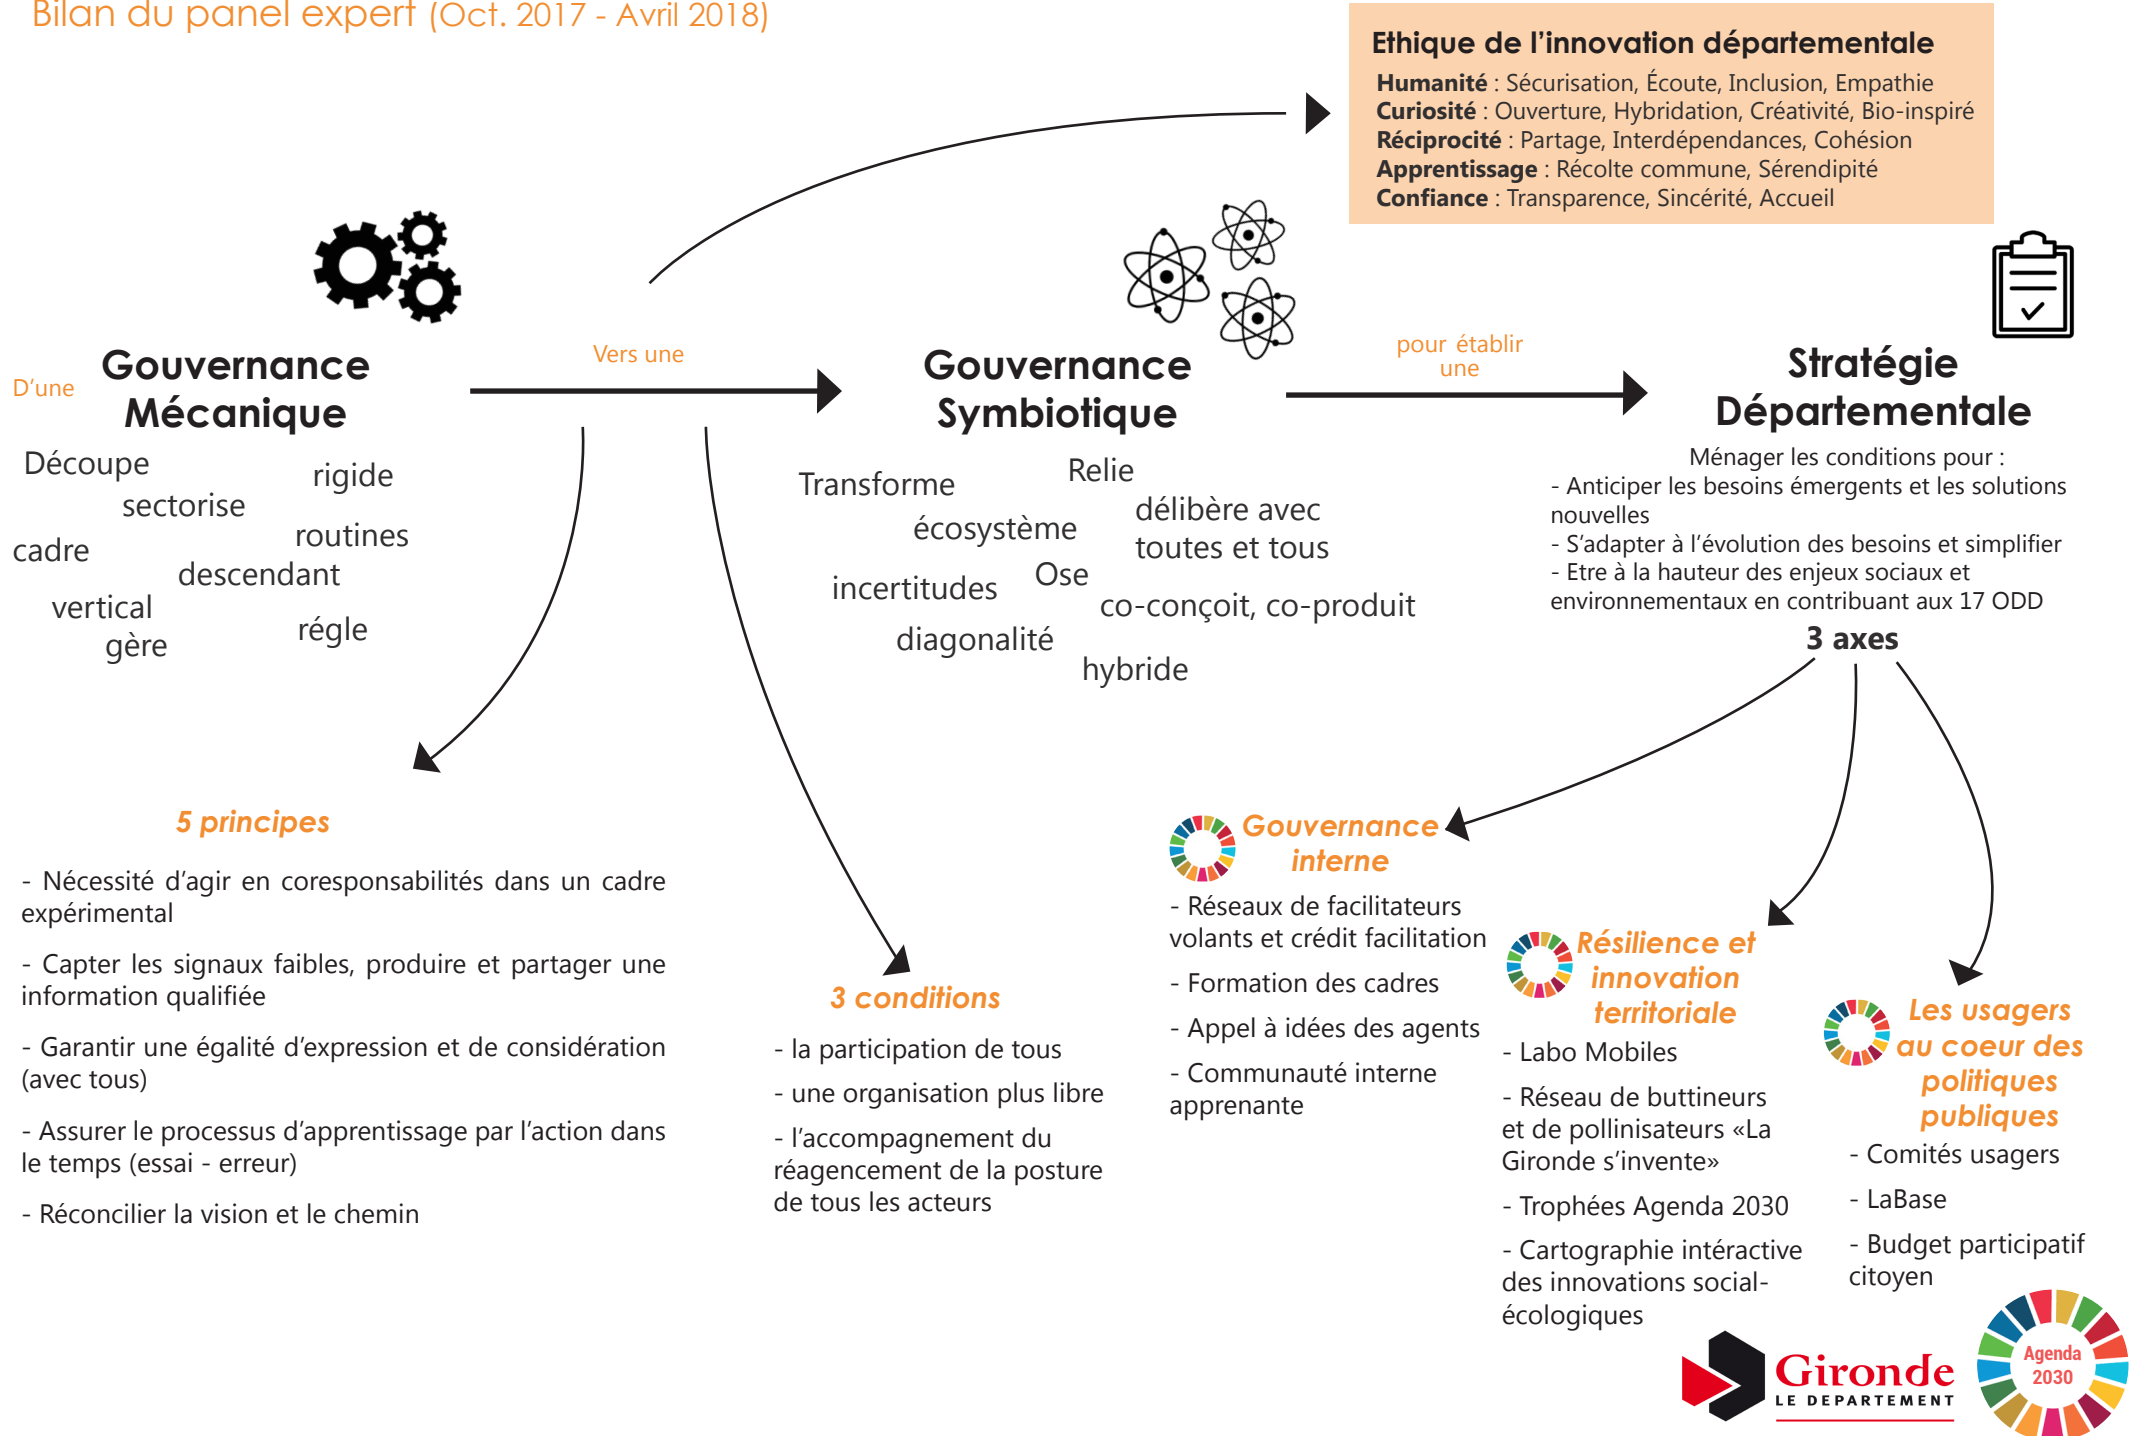 Bilan du panel expert (Oct. 2017 - Avril 2018)
Ethique de l’innovation départementale
Humanité : Sécurisation, Écoute, Inclusion, Empathie
Curiosité : Ouverture, Hybridation, Créativité, Bio-inspiré
Réciprocité : Partage, Interdépendances, Cohésion
Apprentissage : Récolte commune, Sérendipité
Confiance : Transparence, Sincérité, Accueil
D’une
Gouvernance
Mécanique
Découpe
rigide
sectorise
routines
cadre
descendant
vertical
régle
gère
Vers une
Gouvernance
Symbiotique
Relie
Transforme
délibère avec
toutes et tous
écosystème
Ose
incertitudes
co-conçoit, co-produit
diagonalité
hybride
pour établir
une
Stratégie
Départementale
Ménager les conditions pour :
- Anticiper les besoins émergents et les solutions
nouvelles
- S’adapter à l’évolution des besoins et simplifier
- Etre à la hauteur des enjeux sociaux et
environnementaux en contribuant aux 17 ODD
3 axes
5 principes
- Nécessité d’agir en coresponsabilités dans un cadre
expérimental
- Capter les signaux faibles, produire et partager une
information qualifiée
- Garantir une égalité d’expression et de considération
(avec tous)
- Assurer le processus d’apprentissage par l’action dans
le temps (essai - erreur)
- Réconcilier la vision et le chemin
3 conditions
- la participation de tous
- une organisation plus libre
- l’accompagnement du
réagencement de la posture
de tous les acteurs
Gouvernance
interne
- Réseaux de facilitateurs
volants et crédit facilitation
- Formation des cadres
- Appel à idées des agents
- Communauté interne
apprenante
Résilience et
innovation
territoriale
- Labo Mobiles
- Réseau de buttineurs
et de pollinisateurs «La
Gironde s’invente»
- Trophées Agenda 2030
- Cartographie intéractive
des innovations social-
écologiques
Les usagers
au coeur des
politiques
publiques
- Comités usagers
- LaBase
- Budget participatif
citoyen
Gironde
LE DEPARTEMENT
Agenda
2030